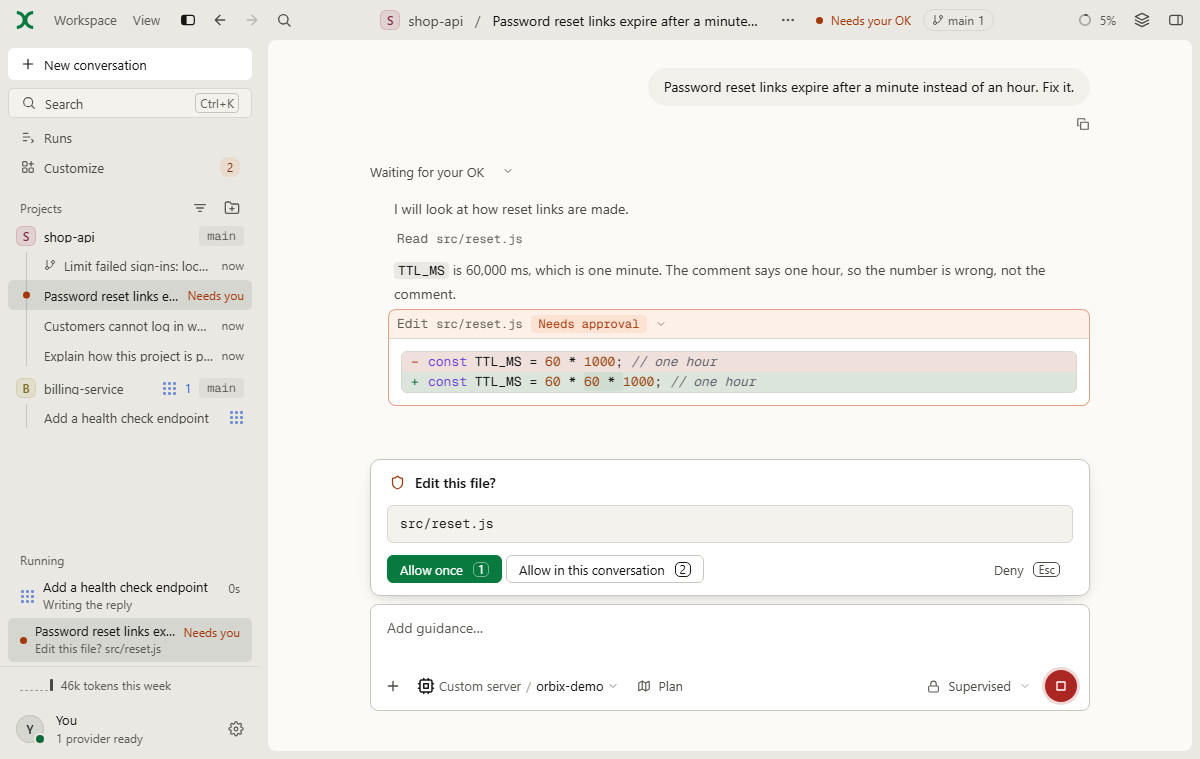 Workspace View
S shop-api / Password reset links expire after a minute... ··· Needs your OK main 1 5%
New conversation
Search Ctrl+K
Runs
Customize 2
Projects
S shop-api main
Limit failed sign-ins: loc... now
Password reset links e... Needs you
Customers cannot log in w... now
Explain how this project is p... now
B billing-service 1 main
Add a health check endpoint
Running
Add a health check endpoint 0s
Writing the reply
Password reset links ex... Needs you
Edit this file? src/reset.js
46k tokens this week
Y You
1 provider ready
Password reset links expire after a minute instead of an hour. Fix it.
Waiting for your OK
I will look at how reset links are made.
Read src/reset.js
TTL_MS is 60,000 ms, which is one minute. The comment says one hour, so the number is wrong, not the
comment.
Edit src/reset.js Needs approval
- const TTL_MS = 60 * 1000; // one hour
+ const TTL_MS = 60 * 60 * 1000; // one hour
Edit this file?
src/reset.js
Allow once 1 Allow in this conversation 2 Deny Esc
Add guidance...
+ Custom server / orbix-demo Plan Supervised